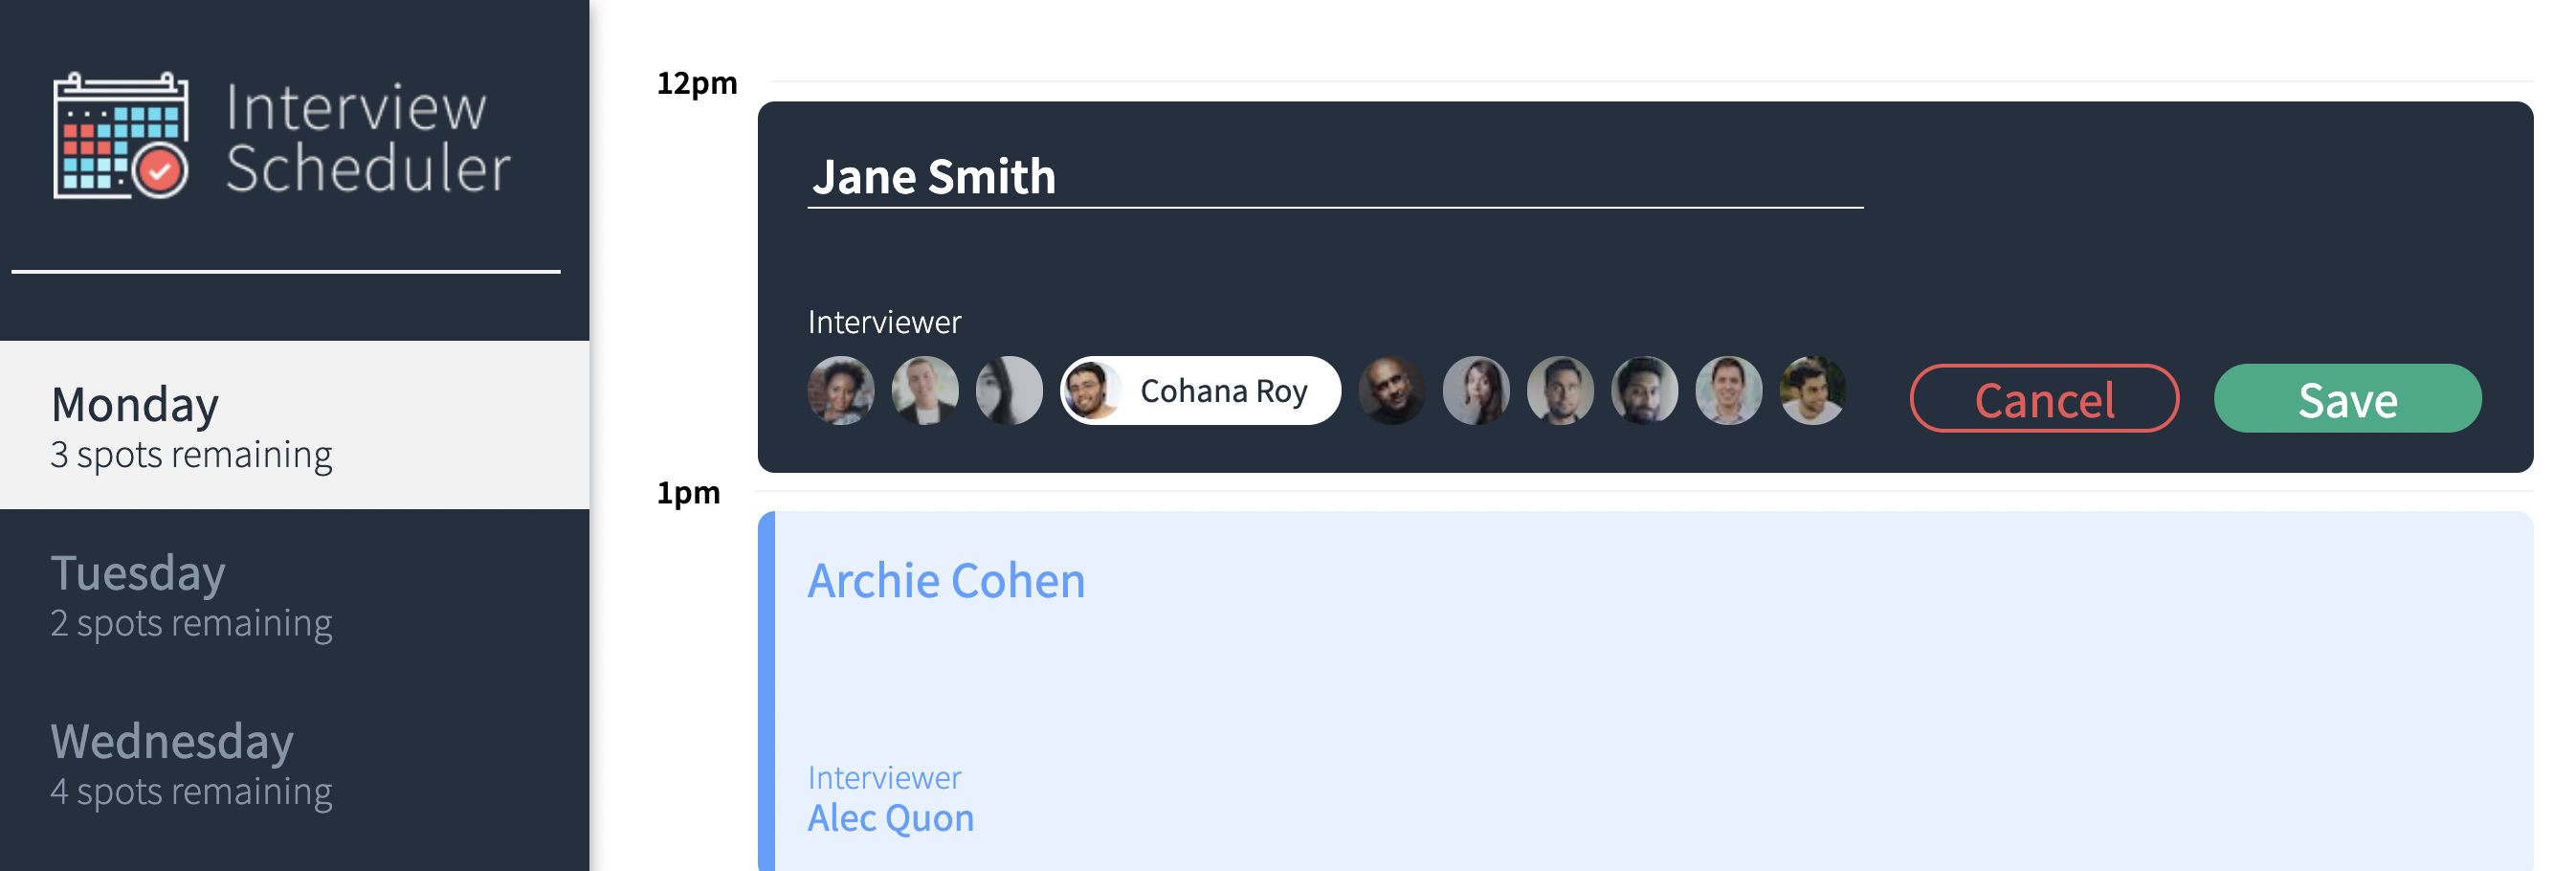 Interview
Scheduler
Monday
3 spots remaining
Tuesday
2 spots remaining
Wednesday
4 spots remaining
12pm
Jane Smith
Interviewer
Cohana Roy
Cancel
Save
1pm
Archie Cohen
Interviewer
Alec Quon